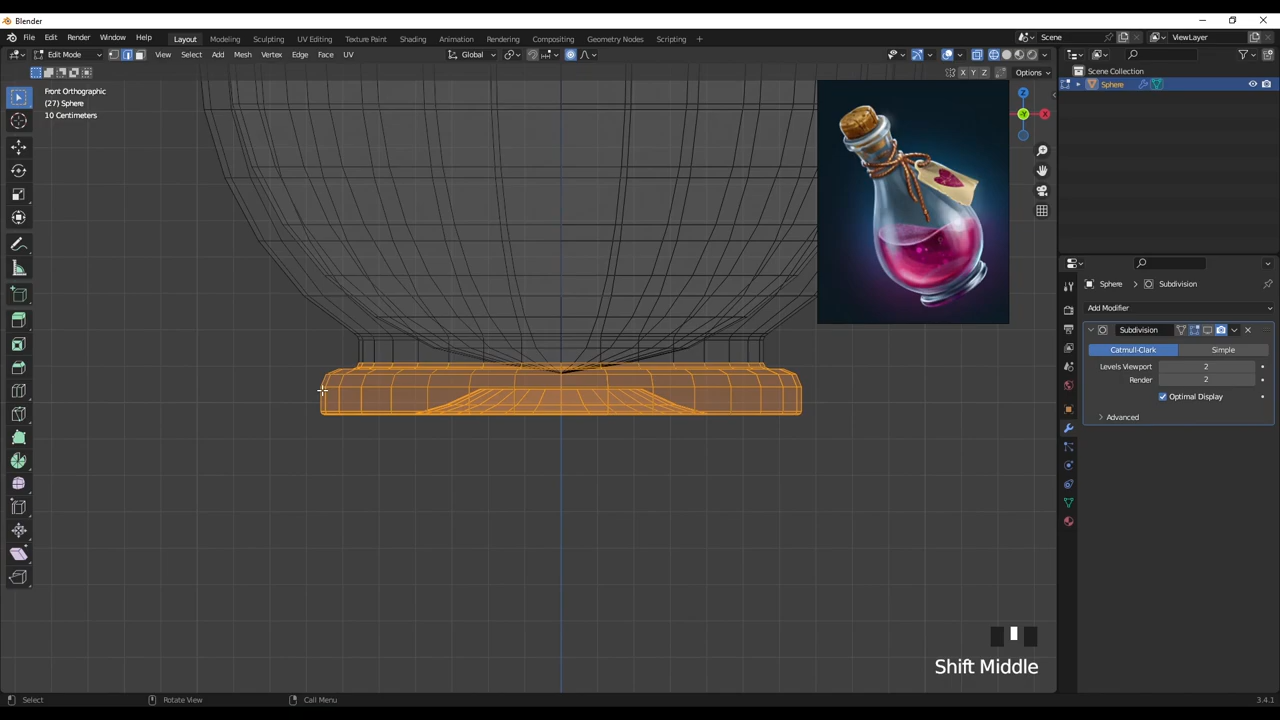 Blender
File Edit Render Window Help Layout Modeling Sculpting UV Editing Texture Paint Shading Animation Rendering Compositing Geometry Nodes Scripting + Scene ViewLayer
Edit Mode View Select Add Mesh Vertex Edge Face UV Global
X Y Z Options
Scene Collection
Sphere
Front Orthographic
(27) Sphere
10 Centimeters
Z
Y X
Sphere Subdivision
Add Modifier
Subdivision
Catmull-Clark Simple
Levels Viewport 2
Render 2
Optimal Display
Advanced
Shift Middle
Select Rotate View Call Menu 3.4.1